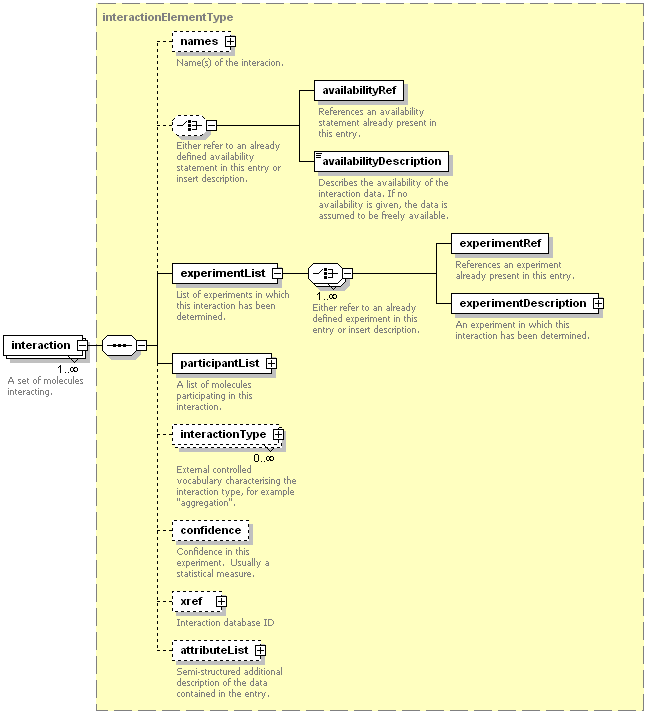 interactionElementType
names
Name(s) of the interacion.
availabilityRef
References an availability
statement already present in
this entry.
Either refer to an already
defined availability
statement in this entry or
insert description.
availabilityDescription
Describes the availability of the
interaction data. If no
availability is given, the data is
assumed to be freely available.
experimentList
List of experiments in which
this interaction has been
determined.
1..∞
Either refer to an already
defined experiment in this
entry or insert description.
experimentRef
References an experiment
already present in this entry.
experimentDescription
An experiment in which this
interaction has been determined.
interaction
1..∞
A set of molecules
interacting.
participantList
A list of molecules
participating in this
interaction.
interactionType
0..∞
External controlled
vocabulary characterising the
interaction type, for example
"aggregation".
confidence
Confidence in this
experiment. Usually a
statistical measure.
xref
Interaction database ID
attributeList
Semi-structured additional
description of the data
contained in the entry.